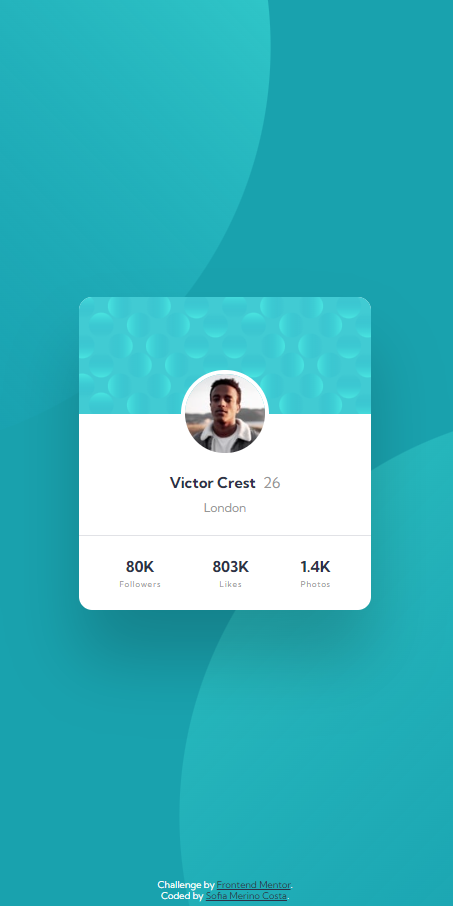 Victor Crest 26
London
80K 803K 1.4K
Followers Likes Photos
Challenge by Frontend Mentor.
Coded by Sofia Merino Costa.